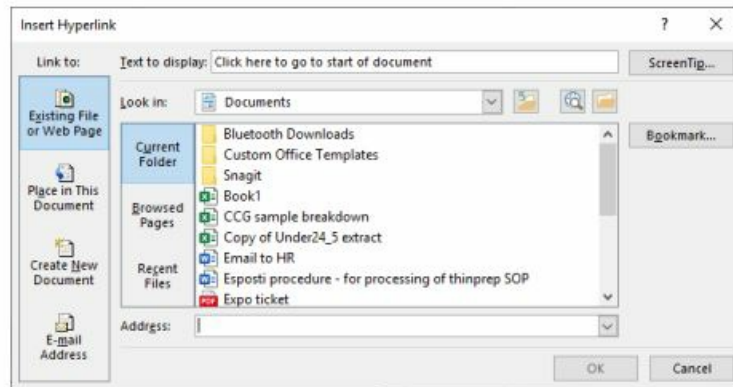 Insert Hyperlink ? ×
Link to:
Text to display: Click here to go to start of document
ScreenTip...
Existing File
or Web Page
Place in This
Document
Create New
Document
E-mail
Address
Look in: Documents
Current
Folder
Browsed
Pages
Recent
Files
Bluetooth Downloads
Custom Office Templates
Snagit
Book1
CCG sample breakdown
Copy of Under24_5 extract
Email to HR
Esposti procedure - for processing of thinprep SOP
Expo ticket
Bookmark...
Address:
OK
Cancel